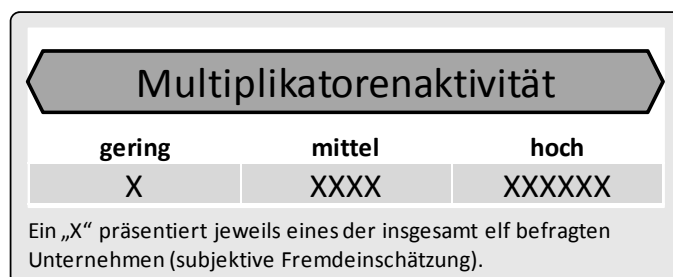 Multiplikatorenaktivität
gering mittel hoch
X XXXX XXXXXX
Ein „X“ präsentiert jeweils eines der insgesamt elf befragten
Unternehmen (subjektive Fremdeinschätzung).